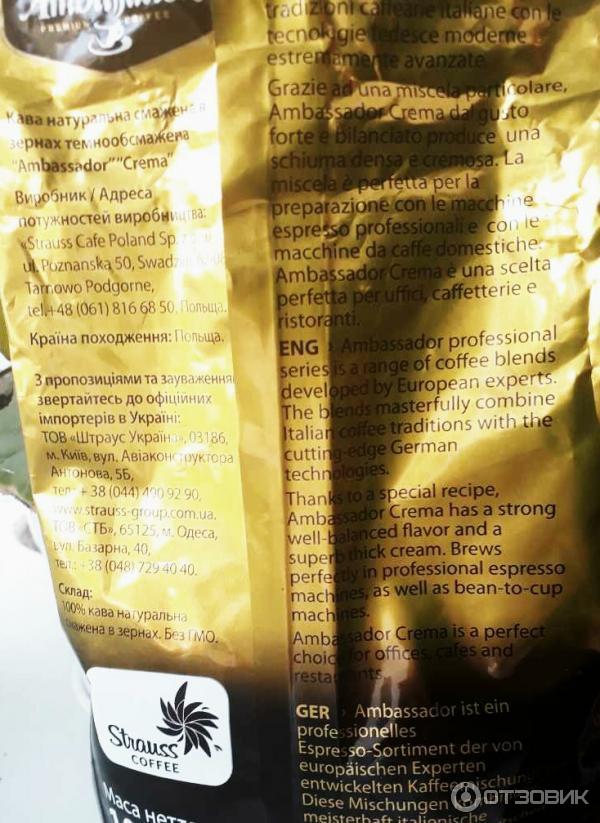 Ambassador
PREMIUM COFFEE
Кава натуральна смажена в
зернах темнообсмажена
"Ambassador" "Crema"
Виробник / Адреса
потужностей виробництва:
«Strauss Cafe Poland Sp.
ul. Poznanska 50, Swadzim
Tarnowo Podgorne,
tel.+48 (061) 816 68 50, Польща.
Країна походження: Польща.
З пропозиціями та зауваження
звертайтесь до офіційних
імпортерів в Україні:
ТОВ «Штраус Україна», 03186,
м. Київ, вул. Авіаконструктора
Антонова, 5Б,
тел.: + 38 (044) 490 92 90,
www.strauss-group.com.ua.
ТОВ «СТБ», 65125, м. Одеса,
вул. Базарна, 40,
тел.: +38 (048) 729 40 40.
Склад:
100% кава натуральна
смажена в зернах. Без ГМО.
Strauss
COFFEE
Маса нетто
tradizioni caffeane italiane con le
tecnologie tedesce moderne
estremamente avanzate.
Grazie ad una miscela particolare,
Ambassador Crema dal gusto
forte e bilanciato produce una
schiuma densa e cremosa. La
miscela è perfetta per la
preparazione con le macchine
espresso professionali e con le
macchine da caffe domestiche.
Ambassador Crema è una scelta
perfetta per uffici, caffetterie e
ristoranti.
ENG › Ambassador professional
series is a range of coffee blends
developed by European experts.
The blends masterfully combine
Italian coffee traditions with the
cutting-edge German
technologies.
Thanks to a special recipe,
Ambassador Crema has a strong
well-balanced flavor and a
superb thick cream. Brews
perfectly in professional espresso
machines, as well as bean-to-cup
machines.
Ambassador Crema is a perfect
choice for offices, cafes and
restaurants.
GER › Ambassador ist ein
professionelles
Espresso-Sortiment der von
europäischen Experten
entwickelten Kaffeemischung
Diese Mischungen
meisterhaft italienische
ОТЗОВИК